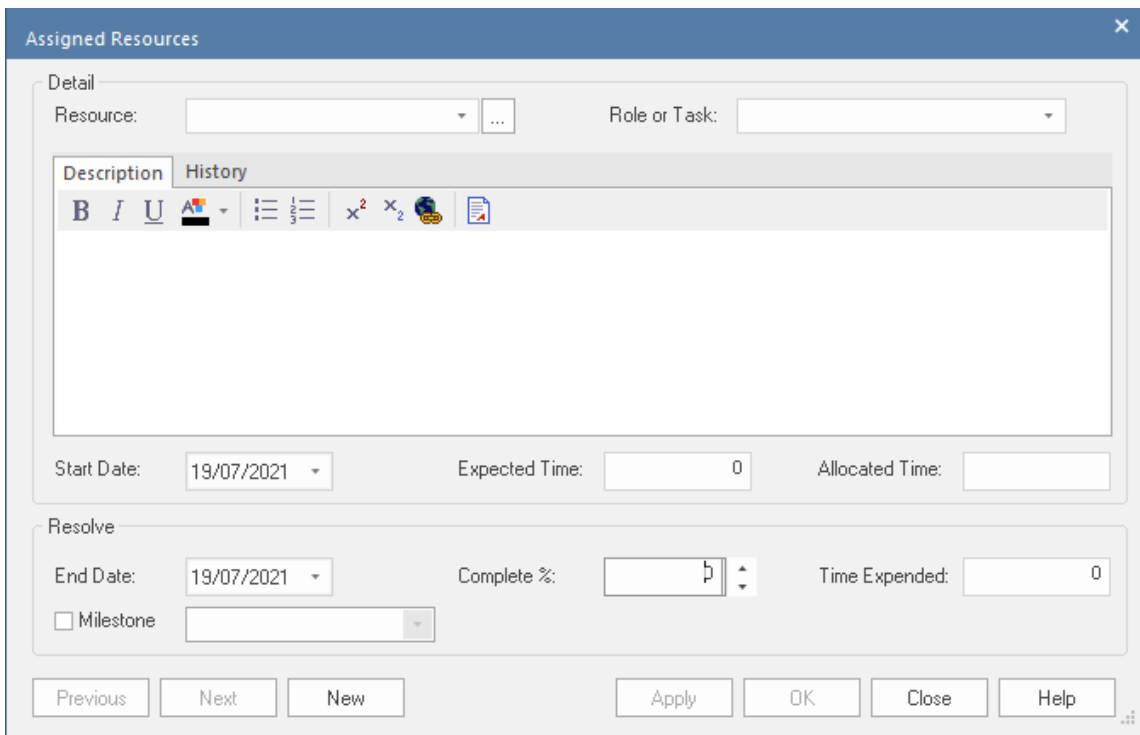 Assigned Resources
Detail
Resource: ... Role or Task:
Description History
B I U A x² x₂
Start Date: 19/07/2021 Expected Time: 0 Allocated Time:
Resolve
End Date: 19/07/2021 Complete %: 0 Time Expended: 0
Milestone
Previous Next New Apply OK Close Help